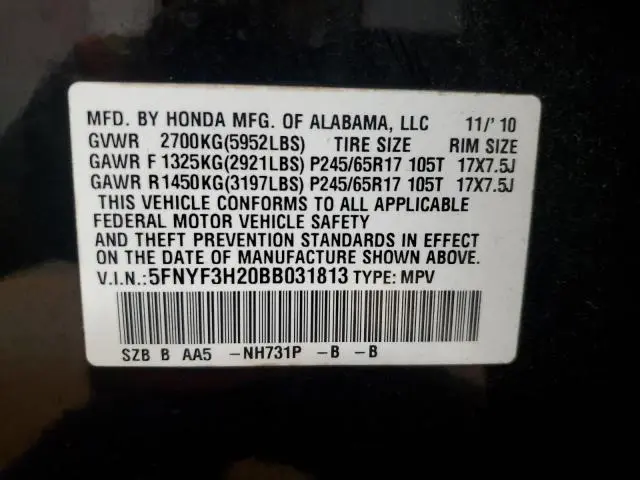 MFD. BY HONDA MFG. OF ALABAMA, LLC 11/'10
GVWR 2700KG(5952LBS) TIRE SIZE RIM SIZE
GAWR F 1325KG(2921LBS) P245/65R17 105T 17X7.5J
GAWR R 1450KG(3197LBS) P245/65R17 105T 17X7.5J
THIS VEHICLE CONFORMS TO ALL APPLICABLE
FEDERAL MOTOR VEHICLE SAFETY
AND THEFT PREVENTION STANDARDS IN EFFECT
ON THE DATE OF MANUFACTURE SHOWN ABOVE.
V.I.N.:5FNYF3H20BB031813 TYPE: MPV
SZB B AA5 -NH731P -B -B